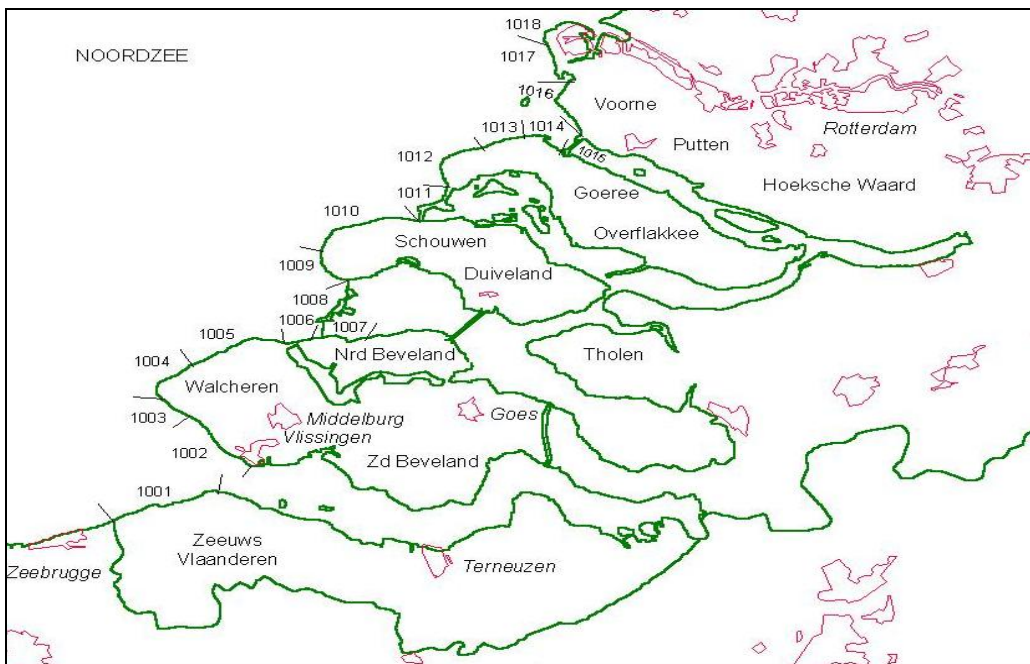 1018
NOORDZEE
1017
1016
Voorne
1013
1014
Rotterdam
Putten
1015
1012
Hoeksche Waard
1011
Goeree
1010
Overflakkee
Schouwen
1009
Duiveland
1008
1006
1007
1005
Nrd Beveland
Tholen
1004
Walcheren
1003
Middelburg
Goes
Vlissingen
1002
Zd Beveland
1001
Zeeuws
Vlaanderen
Zeebrugge
Terneuzen